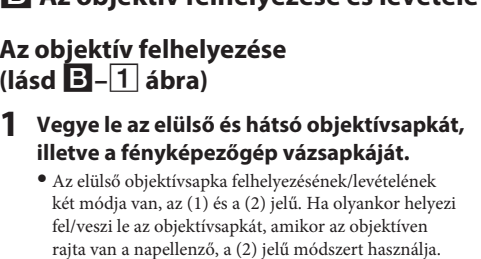 B Az objektív felhelyezése és levétele
Az objektív felhelyezése
(lásd B–1 ábra)
1 Vegye le az elülső és hátsó objektívsapkát,
illetve a fényképezőgép vázsapkáját.
• Az elülső objektívsapka felhelyezésének/levételének
két módja van, az (1) és a (2) jelű. Ha olyankor helyezi
fel/veszi le az objektívsapkát, amikor az objektíven
rajta van a napellenző, a (2) jelű módszert használja.